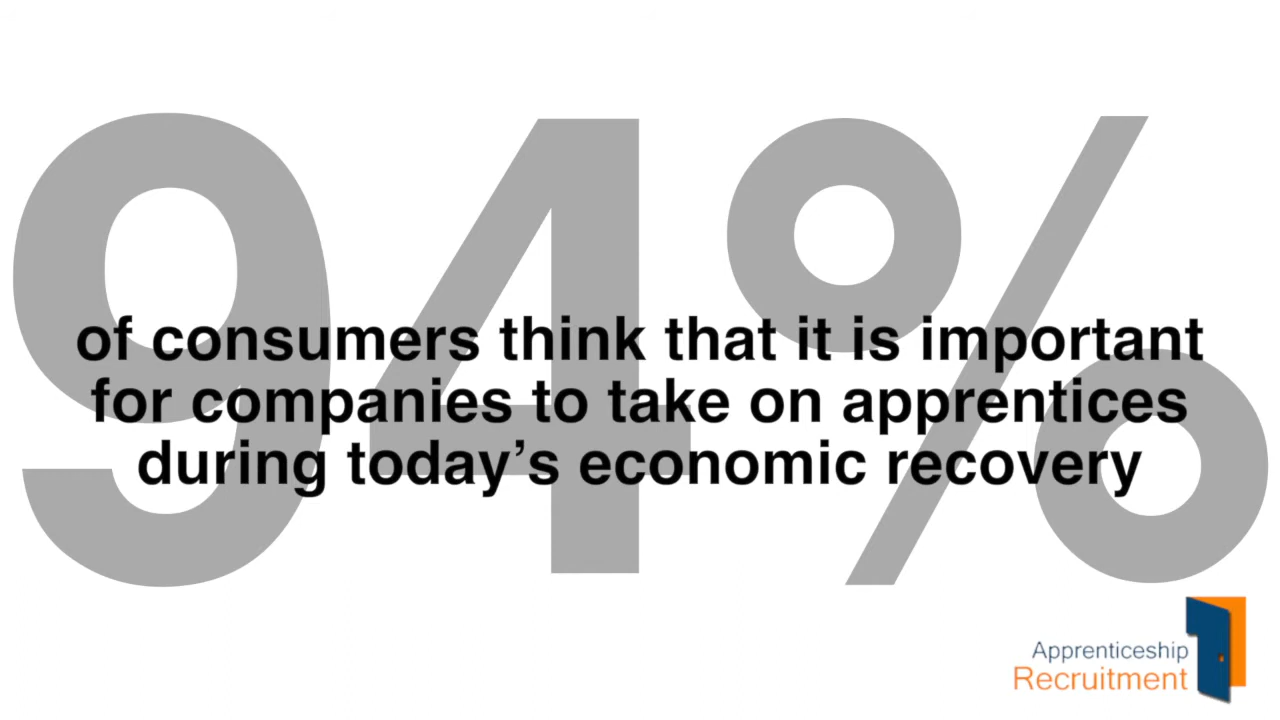 94%
of consumers think that it is important
for companies to take on apprentices
during today’s economic recovery
Apprenticeship
Recruitment